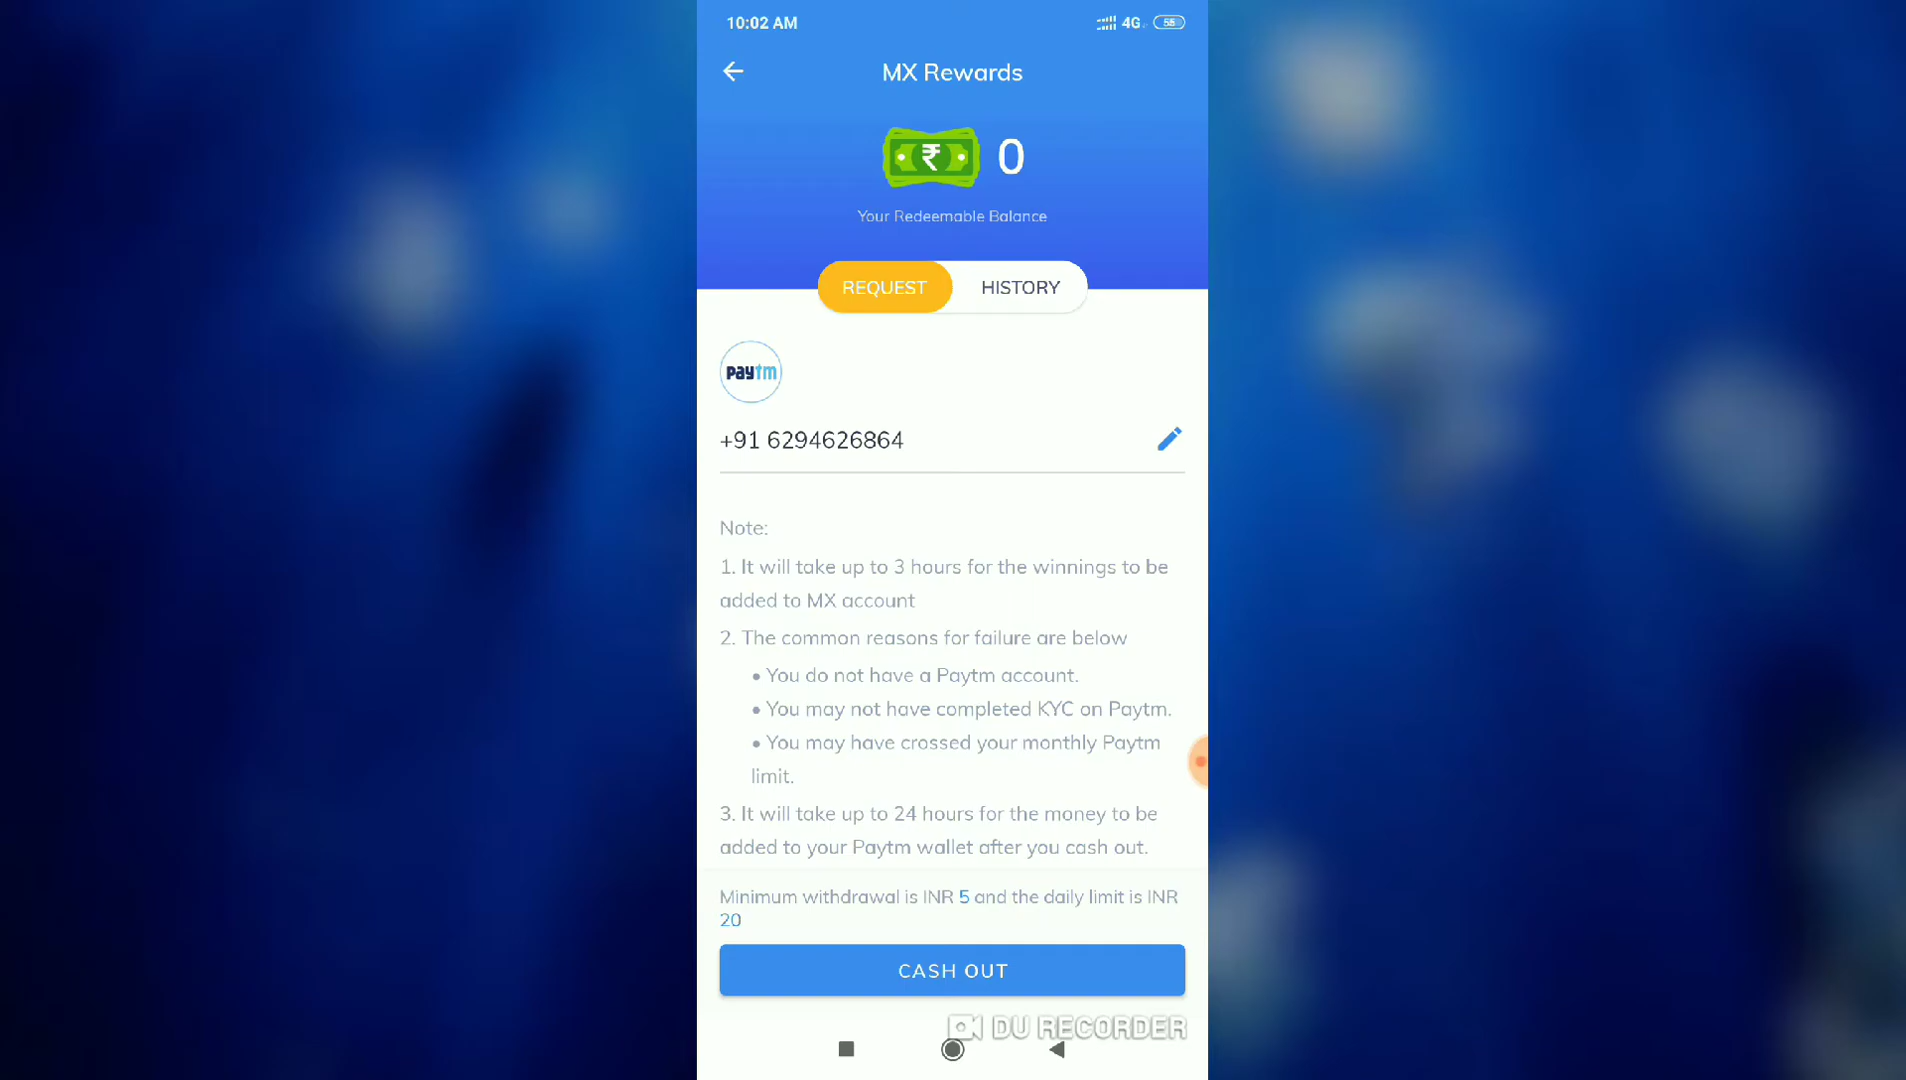 10:02 AM
4G
58
MX Rewards
₹ 0
Your Redeemable Balance
REQUEST
HISTORY
paytm
+91 6294626864
Note:
1. It will take up to 3 hours for the winnings to be
added to MX account
2. The common reasons for failure are below
• You do not have a Paytm account.
• You may not have completed KYC on Paytm.
• You may have crossed your monthly Paytm
limit.
3. It will take up to 24 hours for the money to be
added to your Paytm wallet after you cash out.
Minimum withdrawal is INR 5 and the daily limit is INR
20
CASH OUT
DU RECORDER